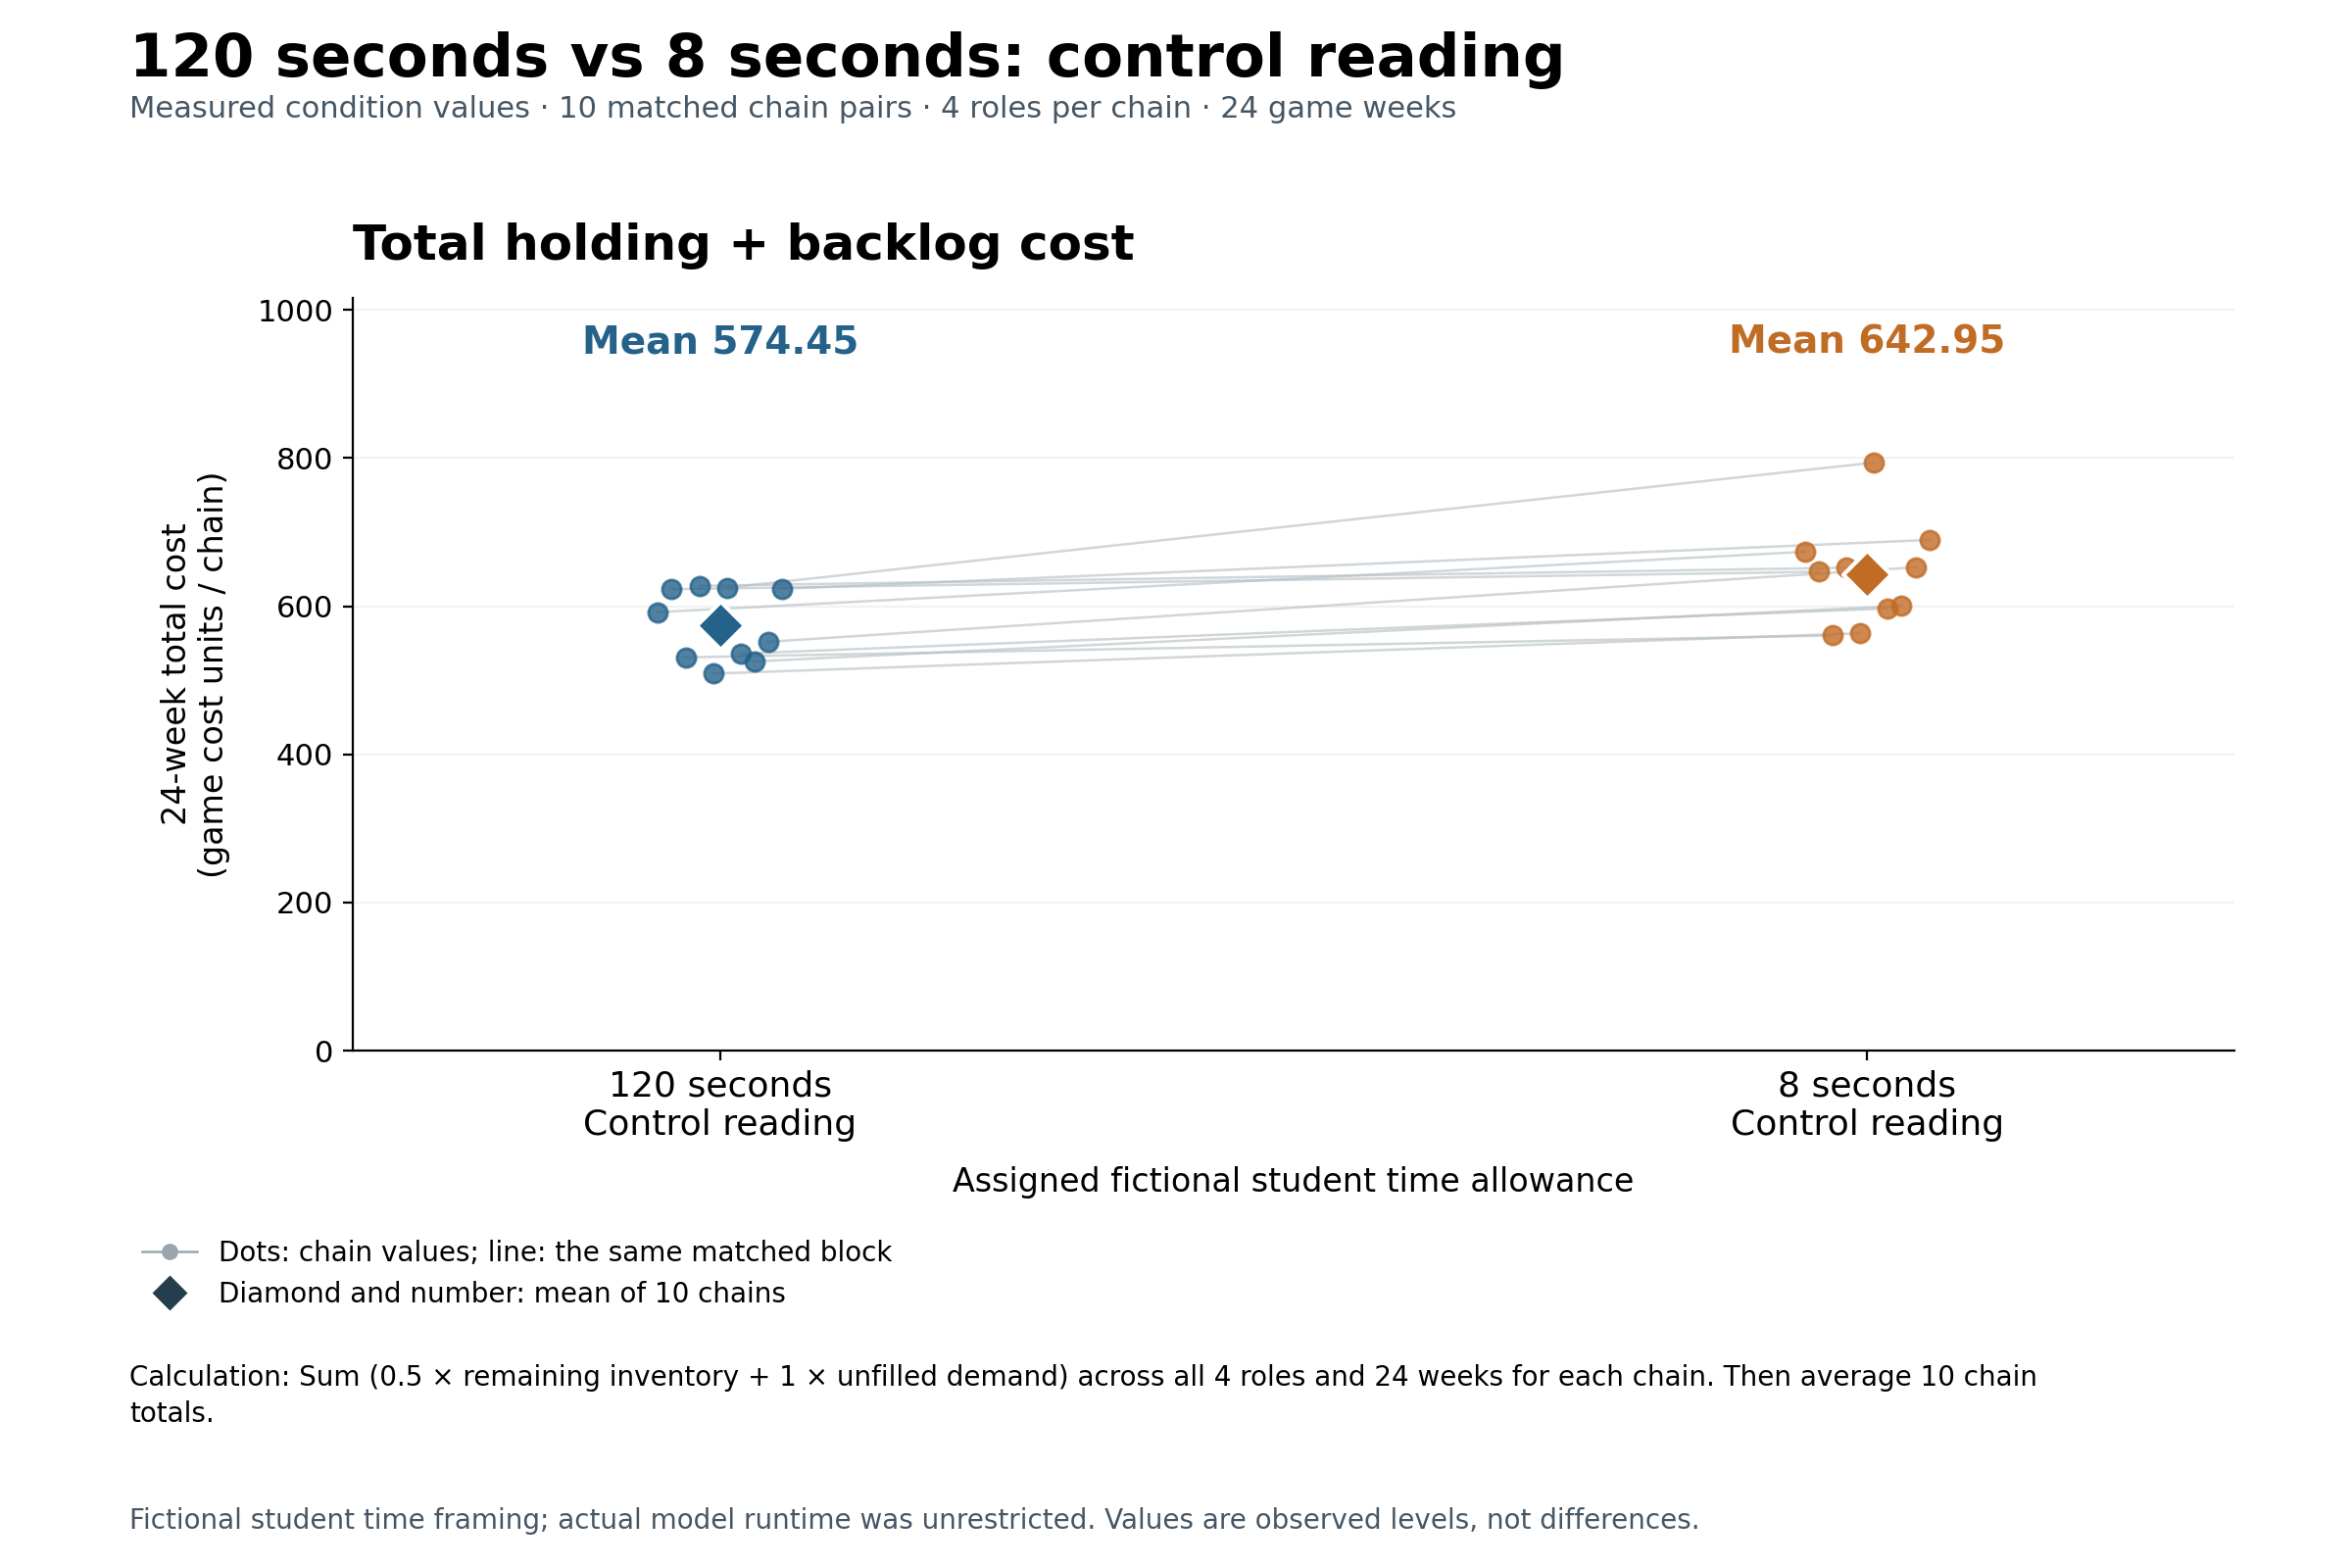 120 seconds vs 8 seconds: control reading
Measured condition values · 10 matched chain pairs · 4 roles per chain · 24 game weeks
Total holding + backlog cost
24-week total cost
(game cost units / chain)
1000
800
600
400
200
0
Mean 574.45
Mean 642.95
120 seconds
Control reading
8 seconds
Control reading
Assigned fictional student time allowance
Dots: chain values; line: the same matched block
Diamond and number: mean of 10 chains
Calculation: Sum (0.5 × remaining inventory + 1 × unfilled demand) across all 4 roles and 24 weeks for each chain. Then average 10 chain
totals.
Fictional student time framing; actual model runtime was unrestricted. Values are observed levels, not differences.